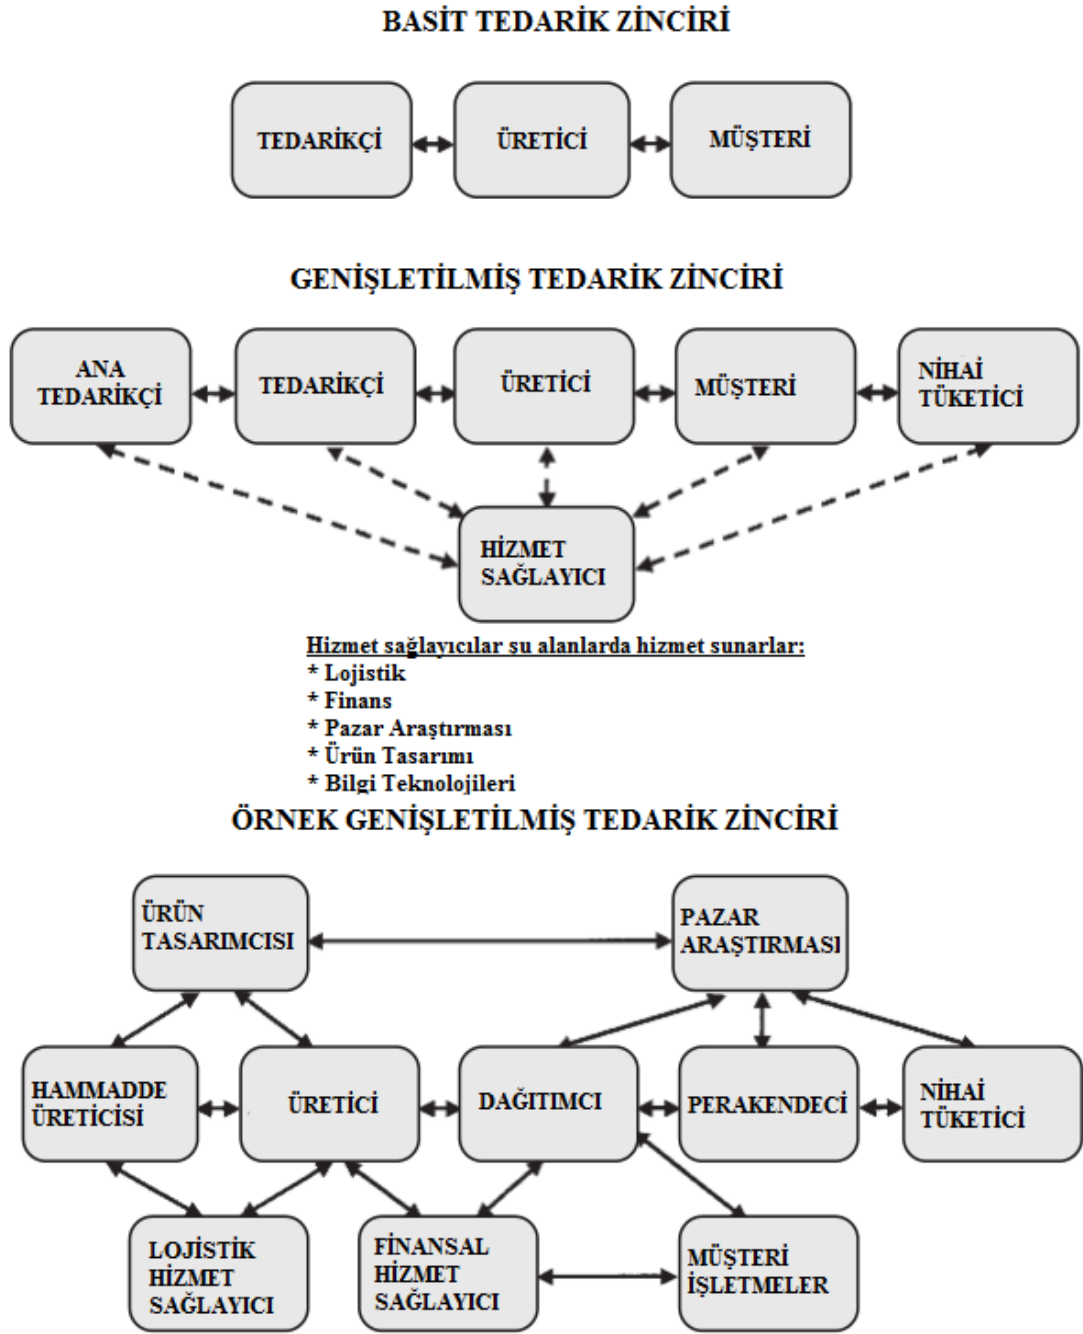 BASİT TEDARİK ZİNCİRİ
TEDARİKÇİ
ÜRETİCİ
MÜŞTERİ
GENİŞLETİLMİŞ TEDARİK ZİNCİRİ
ANA
TEDARİKÇİ
TEDARİKÇİ
ÜRETİCİ
MÜŞTERİ
NİHAİ
TÜKETİCİ
HİZMET
SAĞLAYICI
Hizmet sağlayıcılar şu alanlarda hizmet sunarlar:
* Lojistik
* Finans
* Pazar Araştırması
* Ürün Tasarımı
* Bilgi Teknolojileri
ÖRNEK GENİŞLETİLMİŞ TEDARİK ZİNCİRİ
ÜRÜN
TASARIMCISI
PAZAR
ARAŞTIRMASI
HAMMADDE
ÜRETİCİSİ
ÜRETİCİ
DAĞITIMCI
PERAKENDECİ
NİHAİ
TÜKETİCİ
LOJİSTİK
HİZMET
SAĞLAYICI
FİNANSAL
HİZMET
SAĞLAYICI
MÜŞTERİ
İŞLETMELER